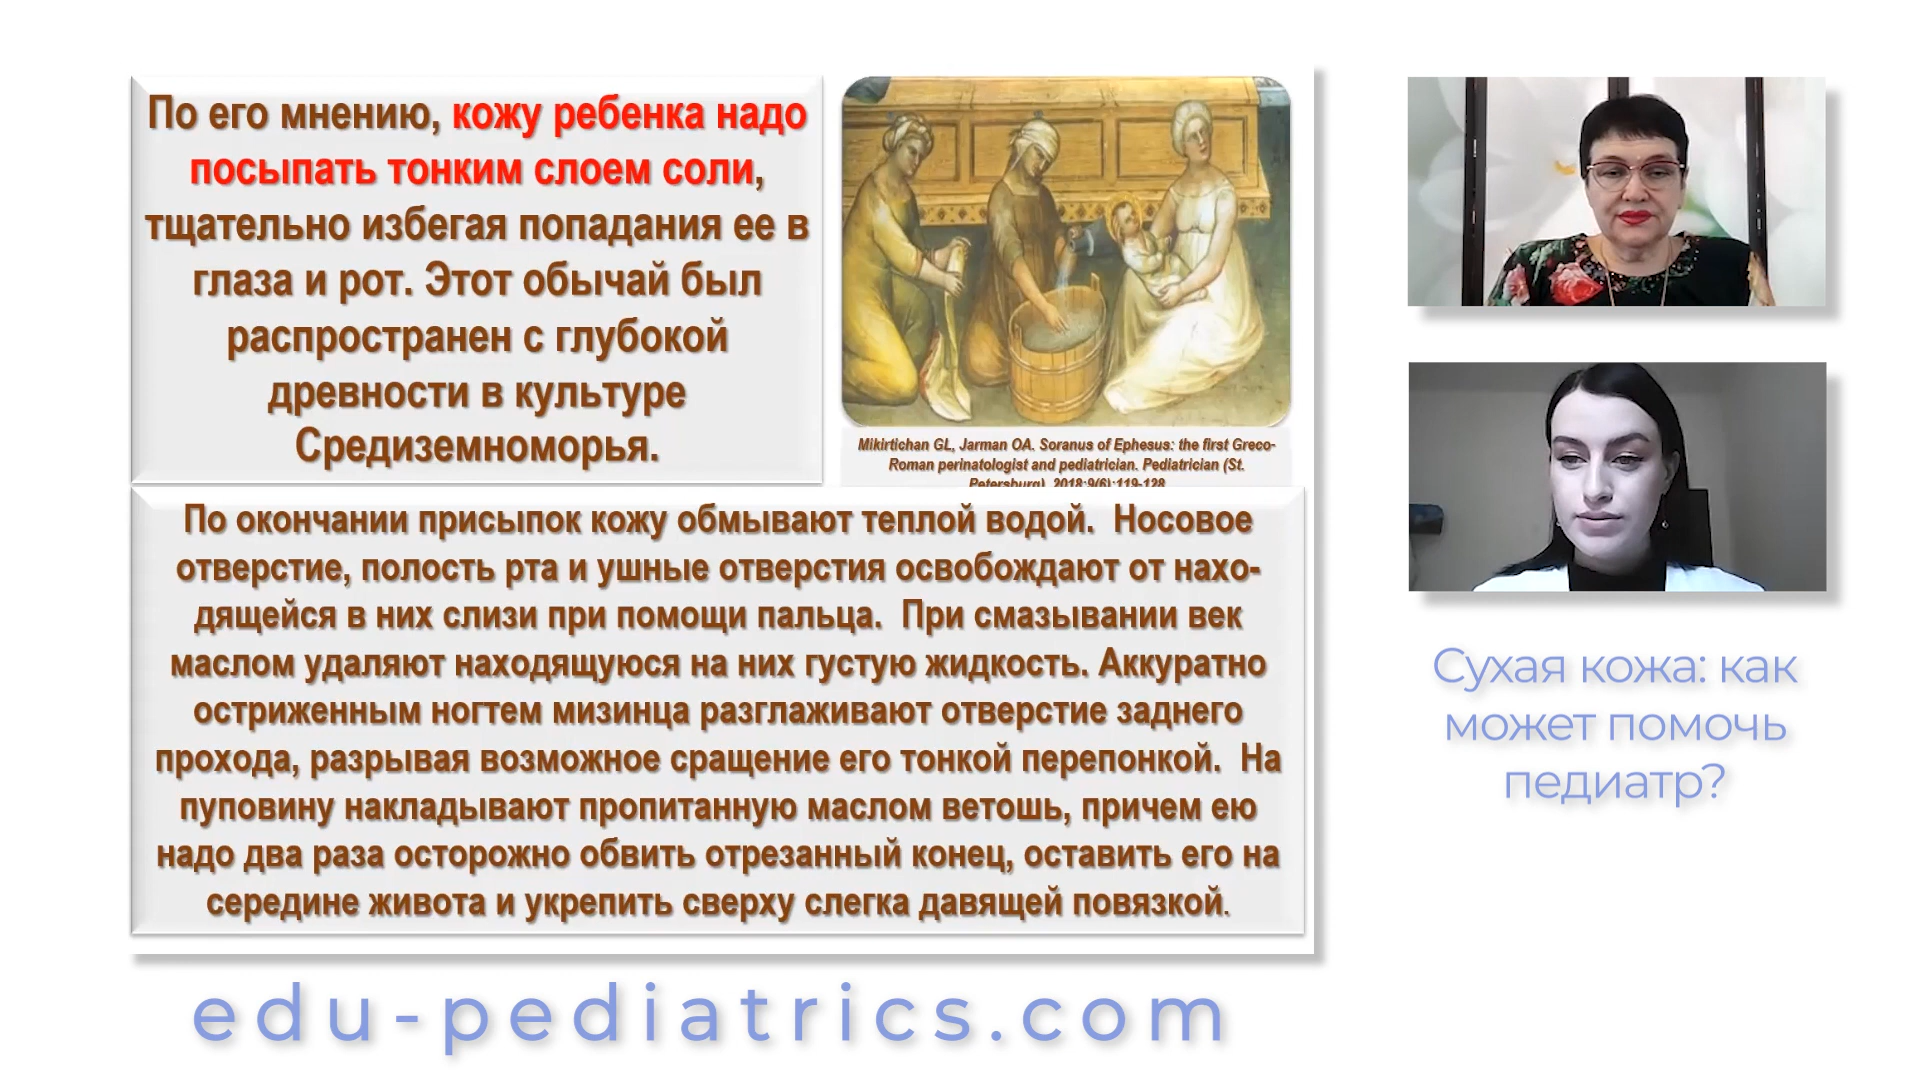 По его мнению, кожу ребенка надо
посыпать тонким слоем соли,
тщательно избегая попадания ее в
глаза и рот. Этот обычай был
распространен с глубокой
древности в культуре
Средиземноморья.
Mikirtichan GL, Jarman OA. Soranus of Ephesus: the first Greco-
Roman perinatologist and pediatrician. Pediatrician (St.
Petersburg). 2018;9(6):119-128
По окончании присыпок кожу обмывают теплой водой. Носовое
отверстие, полость рта и ушные отверстия освобождают от нахо-
дящейся в них слизи при помощи пальца. При смазывании век
маслом удаляют находящуюся на них густую жидкость. Аккуратно
остриженным ногтем мизинца разглаживают отверстие заднего
прохода, разрывая возможное сращение его тонкой перепонкой. На
пуповину накладывают пропитанную маслом ветошь, причем ею
надо два раза осторожно обвить отрезанный конец, оставить его на
середине живота и укрепить сверху слегка давящей повязкой.
Сухая кожа: как
может помочь
педиатр?
edu-pediatrics.com